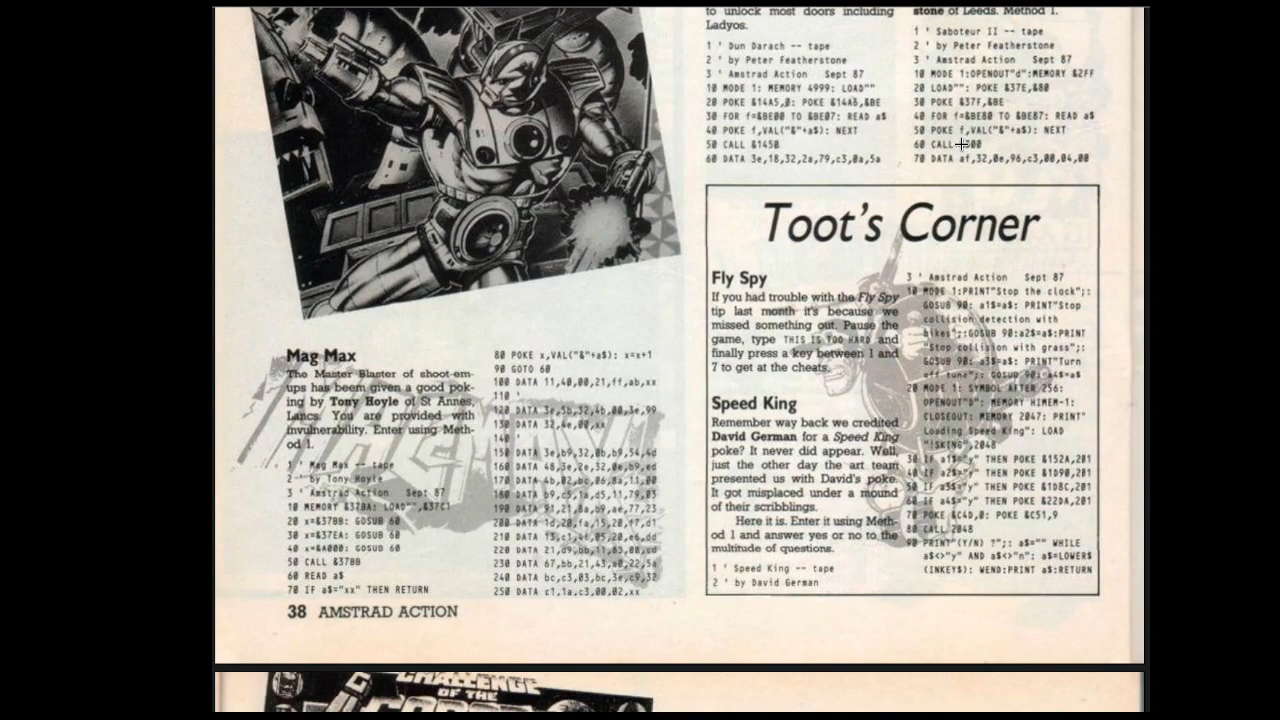 to unlock most doors including
Ladyos.
1 ' Dun Darach -- tape
2 ' by Peter Featherstone
3 ' Amstrad Action Sept 87
10 MODE 1: MEMORY 4999: LOAD""
20 POKE &14A5,0: POKE &14A6,&BE
30 FOR f=&BE00 TO &BE07: READ a$
40 POKE f,VAL("&"+a$): NEXT
50 CALL &1450
60 DATA 3e,18,32,2a,79,c3,0a,5a
stone of Leeds. Method 1.
1 ' Saboteur II -- tape
2 ' by Peter Featherstone
3 ' Amstrad Action Sept 87
10 MODE 1:OPENOUT"d":MEMORY &2FF
20 LOAD"": POKE &37E,&80
30 POKE &37F,&BE
40 FOR f=&BE80 TO &BE87: READ a$
50 POKE f,VAL("&"+a$): NEXT
60 CALL
70 DATA af,32,0e,96,c3,00,04,00
Mag Max
The Master Blaster of shoot-em-
ups has beem given a good pok-
ing by Tony Hoyle of St Annes,
Lancs. You are provided with
invulnerability. Enter using Meth-
od 1.
1 ' Mag Max -- tape
2 ' by Tony Hoyle
3 ' Amstrad Action Sept 87
10 MEMORY &37BA: LOAD"",&37C1
20 x=&37BB: GOSUB 60
30 x=&37EA: GOSUB 60
40 x=&A000: GOSUB 60
50 CALL &37BB
60 READ a$
70 IF a$="xx" THEN RETURN
80 POKE x,VAL("&"+a$): x=x+1
90 GOTO 60
100 DATA 11,40,00,21,ff,ab,xx
110 '
120 DATA 3e,5b,32,4b,00,3e,99
130 DATA 32,4e,00,xx
140 '
150 DATA 3e,b9,32,0b,b9,54,4d
160 DATA 48,3e,2e,32,0e,b9,ed
170 DATA 4b,02,bc,06,8a,11,00
180 DATA b9,c5,1a,d5,11,79,03
190 DATA 91,21,8a,b9,ae,77,23
200 DATA 1d,20,fa,15,20,f7,d1
210 DATA 13,c1,4f,05,20,e6,dd
220 DATA 21,d9,bb,11,83,00,cd
230 DATA 67,bb,21,43,a0,22,5a
240 DATA bc,c3,03,bc,3e,c9,32
250 DATA c1,1a,c3,00,02,xx
Toot's Corner
Fly Spy
If you had trouble with the Fly Spy
tip last month it's because we
missed something out. Pause the
game, type THIS IS TOO HARD and
finally press a key between 1 and
7 to get at the cheats.
Speed King
Remember way back we credited
David German for a Speed King
poke? It never did appear. Well,
just the other day the art team
presented us with David's poke.
It got misplaced under a mound
of their scribblings.
Here it is. Enter it using Meth-
od 1 and answer yes or no to the
multitude of questions.
1 ' Speed King -- tape
2 ' by David German
3 ' Amstrad Action Sept 87
10 MODE 1:PRINT"Stop the clock";:
GOSUB 90: a1$=a$: PRINT"Stop
collision detection with
bikes";:GOSUB 90:a2$=a$:PRINT
"Stop collision with grass";:
GOSUB 90: a3$=a$: PRINT"Turn
off tune";: GOSUB 90: a4$=a$
20 MODE 1: SYMBOL AFTER 256:
OPENOUT"D": MEMORY HIMEM-1:
CLOSEOUT: MEMORY 2047: PRINT"
Loading Speed King": LOAD
"!SKING",2048
30 IF a1$="y" THEN POKE &152A,201
40 IF a2$="y" THEN POKE &1D90,201
50 IF a3$="y" THEN POKE &1D8C,201
60 IF a4$="y" THEN POKE &22DA,201
70 POKE &C4D,0: POKE &C51,9
80 CALL 2048
90 PRINT"(Y/N) ?";: a$="" WHILE
a$<>"y" AND a$<>"n": a$=LOWER$
(INKEY$): WEND:PRINT a$:RETURN
38 AMSTRAD ACTION
MAGMAX
CHALLENGE
OF THE